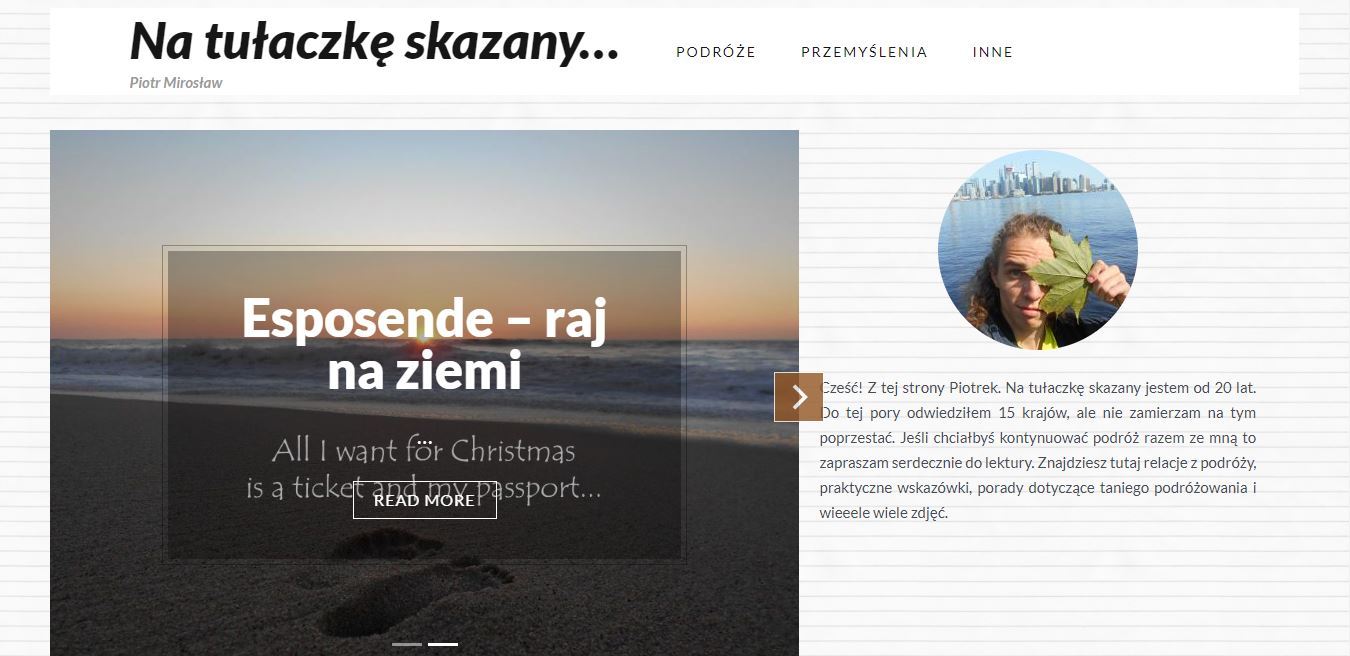 Na tułaczkę skazany...
Piotr Mirosław
PODRÓŻE PRZEMYŚLENIA INNE
Esposende – raj
na ziemi
...
All I want for Christmas
is a ticket and my passport...
READ MORE
Cześć! Z tej strony Piotrek. Na tułaczkę skazany jestem od 20 lat.
Do tej pory odwiedziłem 15 krajów, ale nie zamierzam na tym
poprzestać. Jeśli chciałbyś kontynuować podróż razem ze mną to
zapraszam serdecznie do lektury. Znajdziesz tutaj relacje z podróży,
praktyczne wskazówki, porady dotyczące taniego podróżowania i
wieeele wiele zdjęć.